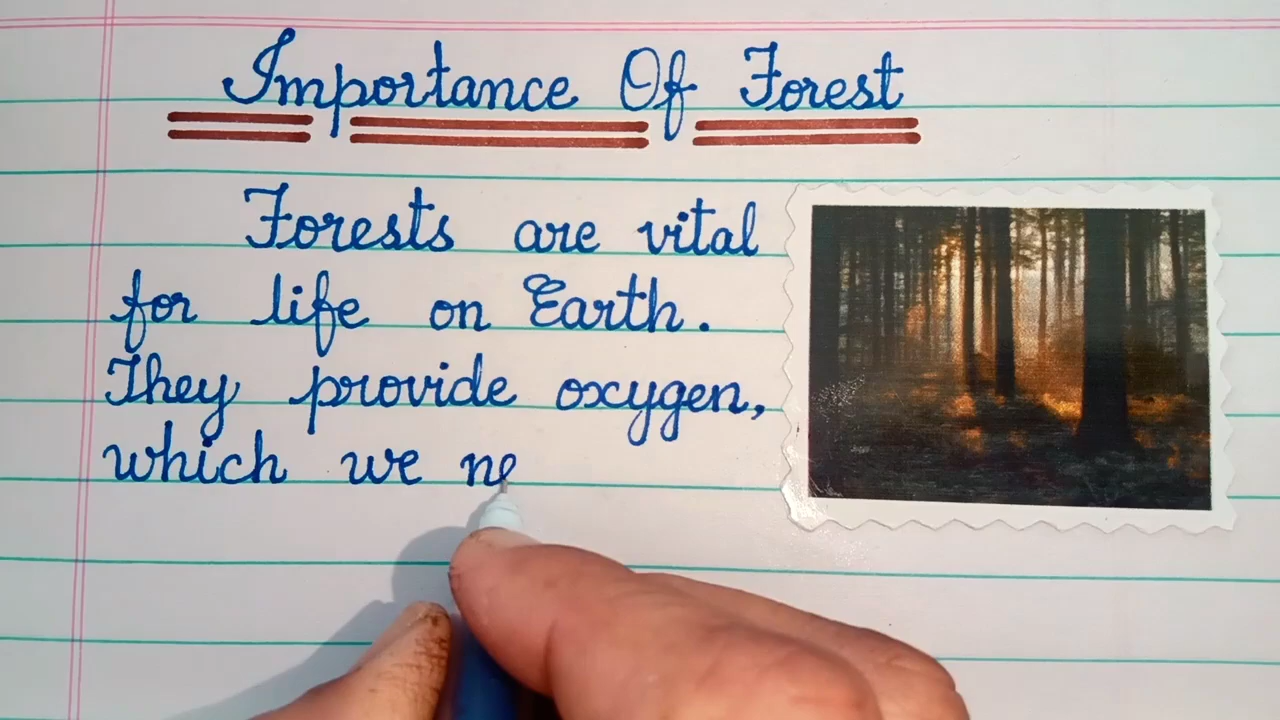 Importance Of Forest
Forests are vital
for life on Earth.
They provide oxygen,
which we ne